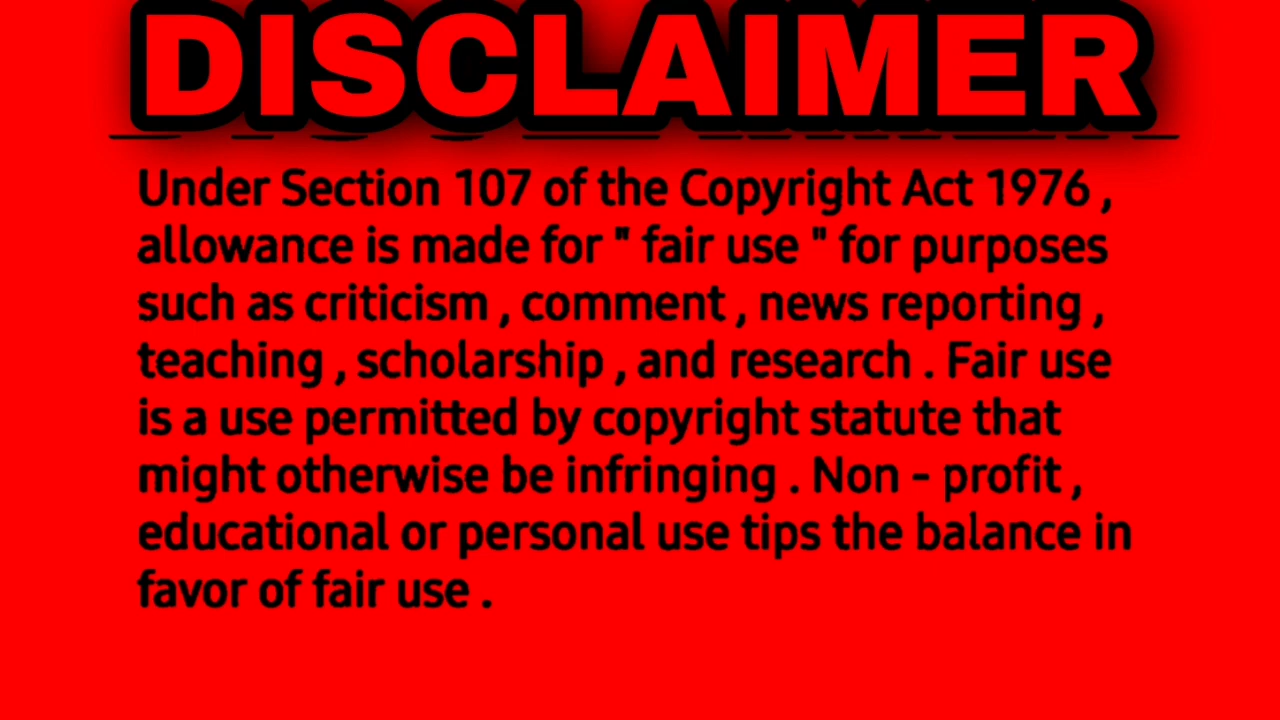 DISCLAIMER
Under Section 107 of the Copyright Act 1976 ,
allowance is made for " fair use " for purposes
such as criticism , comment , news reporting ,
teaching , scholarship , and research . Fair use
is a use permitted by copyright statute that
might otherwise be infringing . Non - profit ,
educational or personal use tips the balance in
favor of fair use .